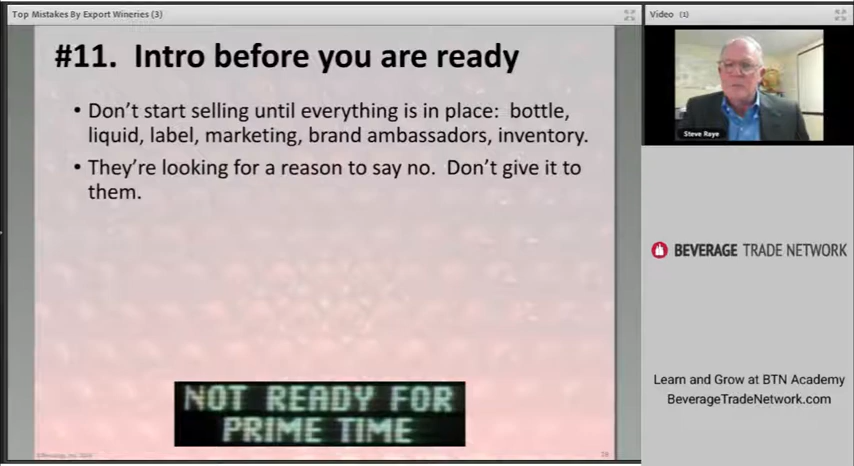 Top Mistakes By Export Wineries (3)
Video (1)
#11. Intro before you are ready
• Don't start selling until everything is in place: bottle,
liquid, label, marketing, brand ambassadors, inventory.
• They're looking for a reason to say no. Don't give it to
them.
NOT READY FOR
PRIME TIME
Steve Raye
BEVERAGE TRADE NETWORK
Learn and Grow at BTN Academy
BeverageTradeNetwork.com